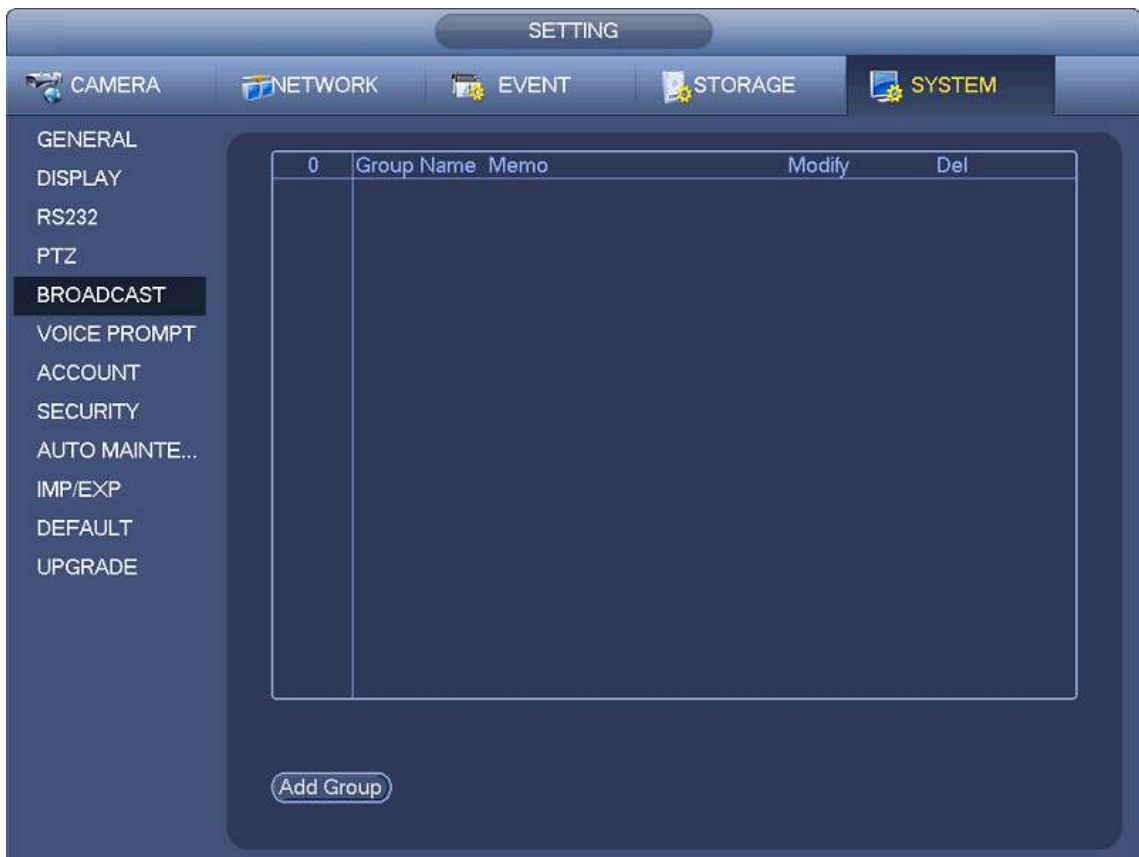 SETTING
CAMERA NETWORK EVENT STORAGE SYSTEM
GENERAL
DISPLAY
RS232
PTZ
BROADCAST
VOICE PROMPT
ACCOUNT
SECURITY
AUTO MAINTE...
IMP/EXP
DEFAULT
UPGRADE
0 Group Name Memo Modify Del
Add Group